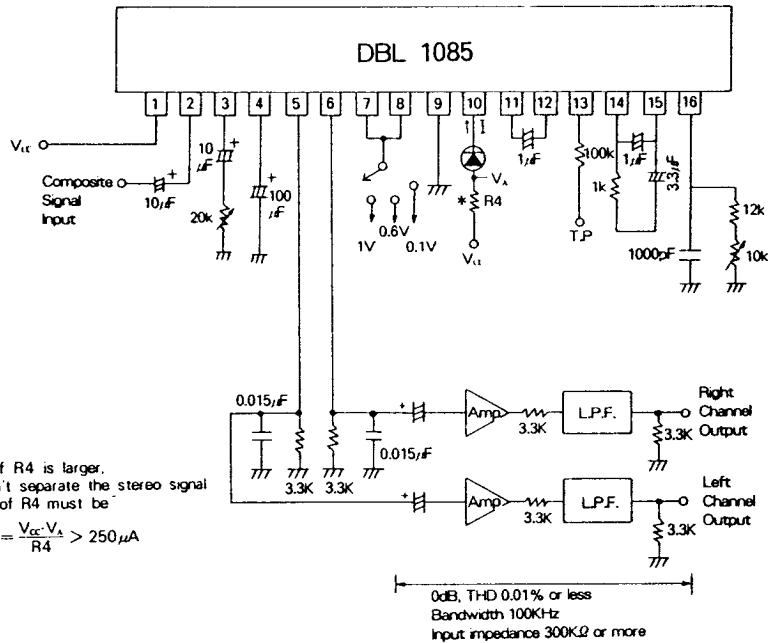 DBL 1085
1 2 3 4 5 6 7 8 9 10 11 12 13 14 15 16
Vcc
Composite
Signal
Input
10μF
+
10
μF
+
20k
+
100
μF
1V
0.6V
0.1V
I
VA
* R4
Vcc
1μF
100k
T.P
1k
1μF
3.3μF
1000pF
12k
10k
0.015μF
3.3K
3.3K
0.015μF
+
Amp
3.3K
L.P.F.
3.3K
Right
Channel
Output
+
Amp
3.3K
L.P.F.
3.3K
Left
Channel
Output
f R4 is larger,
't separate the stereo signal
of R4 must be
= Vcc·VA / R4 > 250μA
0dB, THD 0.01% or less
Bandwidth 100KHz
Input impedance 300KΩ or more